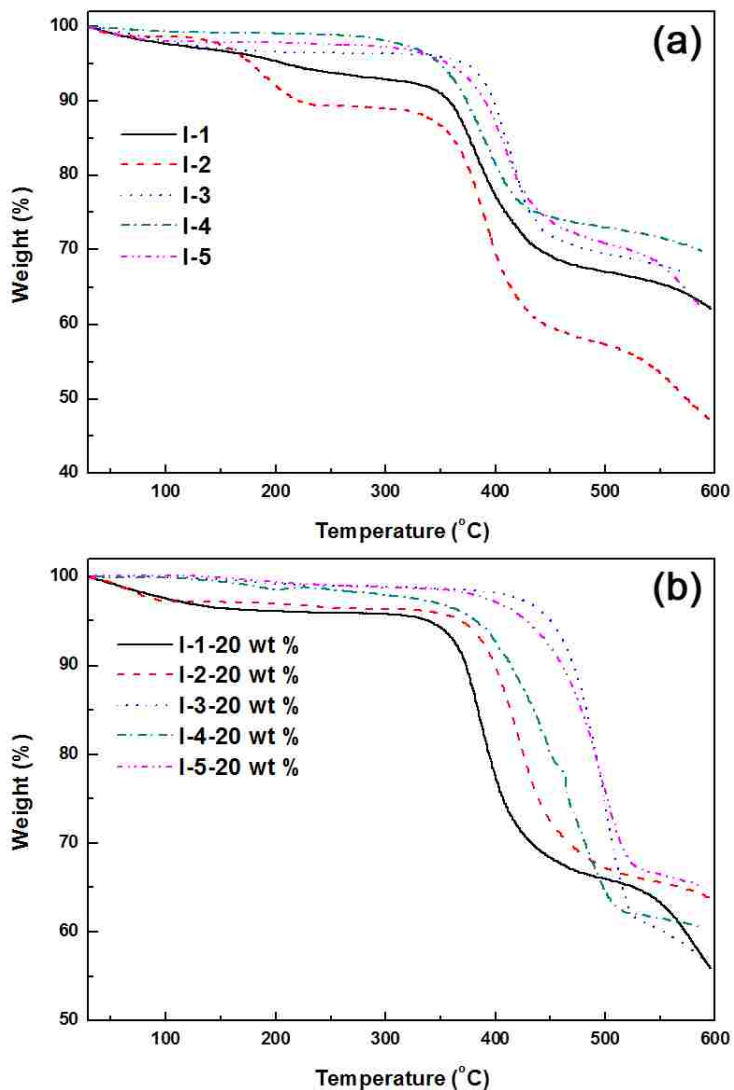 (a)
100
90
80
70
60
50
40
Weight (%)
I-1
I-2
I-3
I-4
I-5
100 200 300 400 500 600
Temperature (°C)
(b)
100
90
80
70
60
50
Weight (%)
I-1-20 wt %
I-2-20 wt %
I-3-20 wt %
I-4-20 wt %
I-5-20 wt %
100 200 300 400 500 600
Temperature (°C)